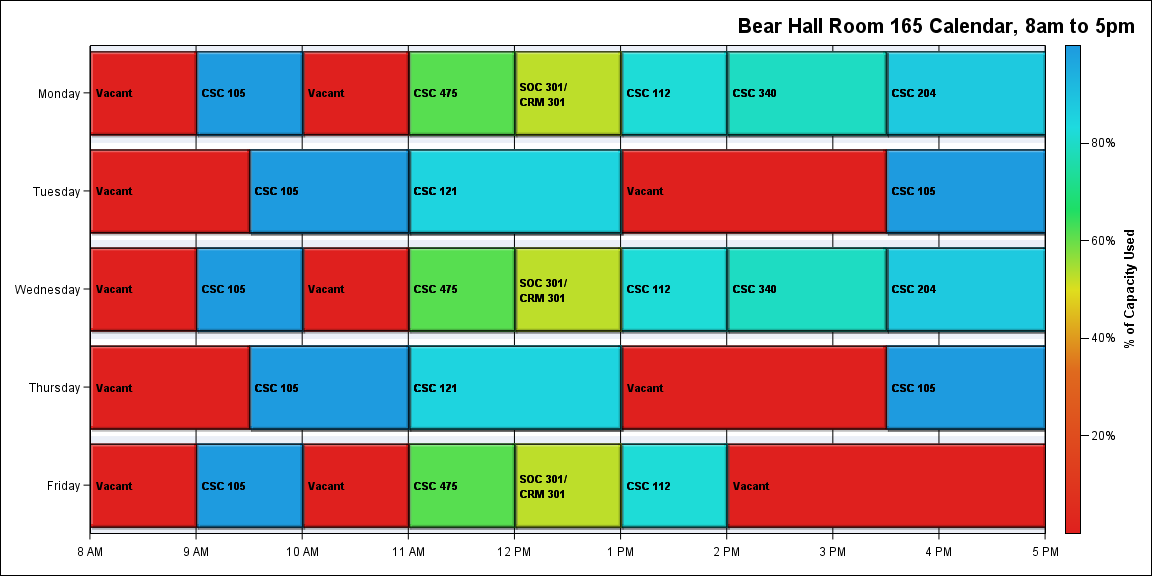 Bear Hall Room 165 Calendar, 8am to 5pm
Monday
Vacant
CSC 105
Vacant
CSC 475
SOC 301/
CRM 301
CSC 112
CSC 340
CSC 204
Tuesday
Vacant
CSC 105
CSC 121
Vacant
CSC 105
Wednesday
Vacant
CSC 105
Vacant
CSC 475
SOC 301/
CRM 301
CSC 112
CSC 340
CSC 204
Thursday
Vacant
CSC 105
CSC 121
Vacant
CSC 105
Friday
Vacant
CSC 105
Vacant
CSC 475
SOC 301/
CRM 301
CSC 112
Vacant
8 AM
9 AM
10 AM
11 AM
12 PM
1 PM
2 PM
3 PM
4 PM
5 PM
80%
60%
40%
20%
% of Capacity Used